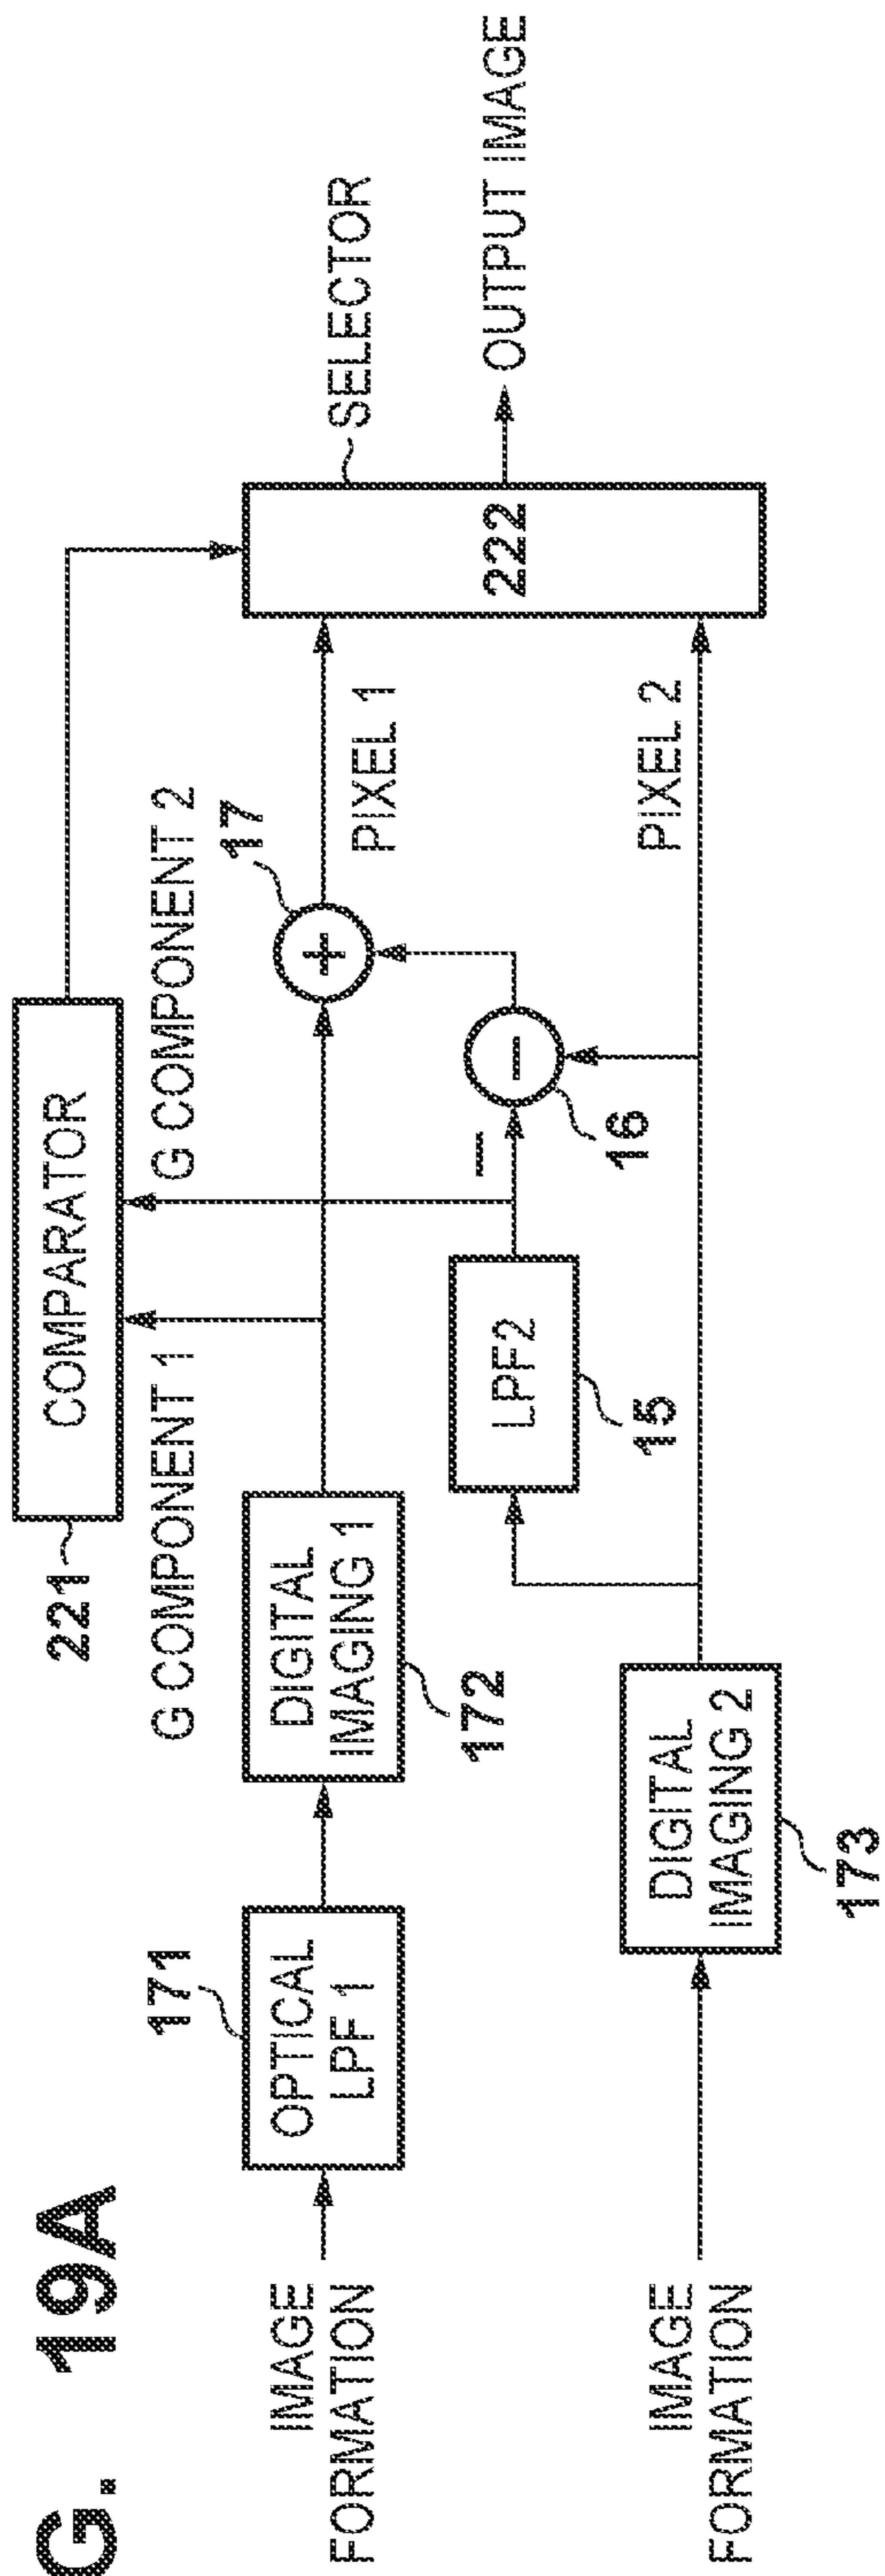 G. 19A
221
COMPARATOR
G COMPONENT 1
G COMPONENT 2
17
SELECTOR
171
IMAGE
FORMATION
OPTICAL
LPF 1
DIGITAL
IMAGING 1
172
+
PIXEL 1
222
OUTPUT IMAGE
LPF2
15
−
−
16
IMAGE
FORMATION
DIGITAL
IMAGING 2
173
PIXEL 2